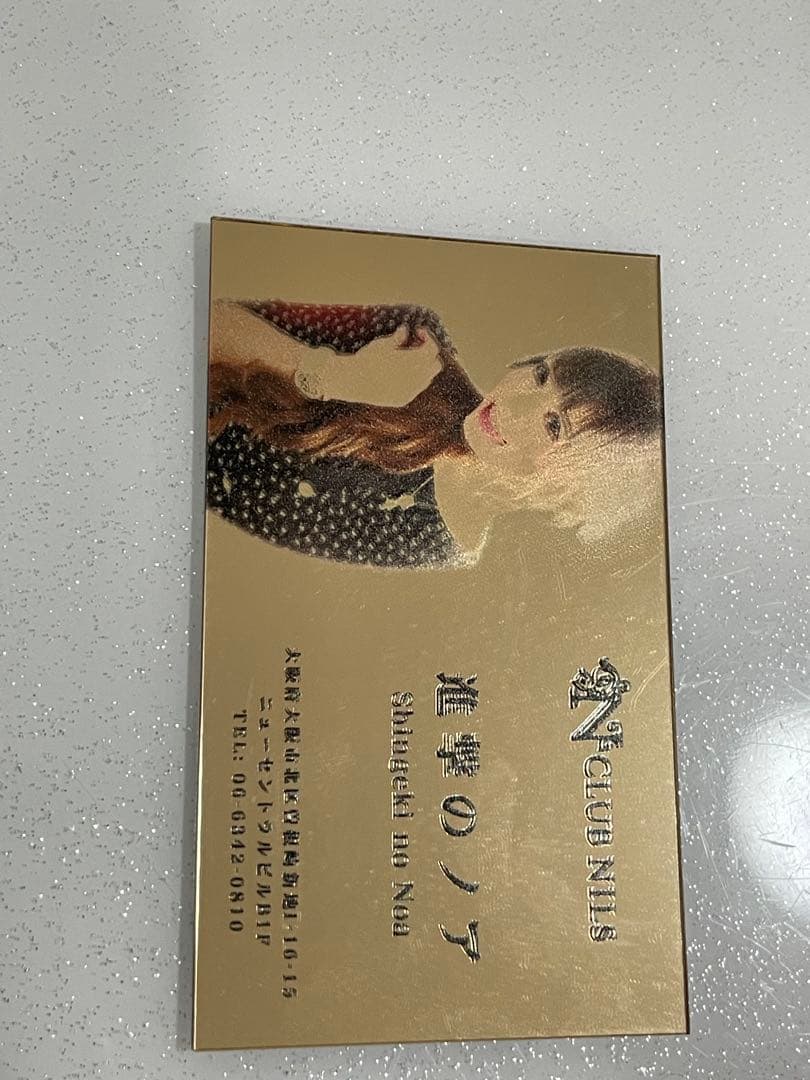 N CLUB NILS
進撃のノア
Shingeki no Noa
大阪府大阪市北区曽根崎新地1-10-15
ニューセントラルビルB1F
TEL: 06-6342-0810